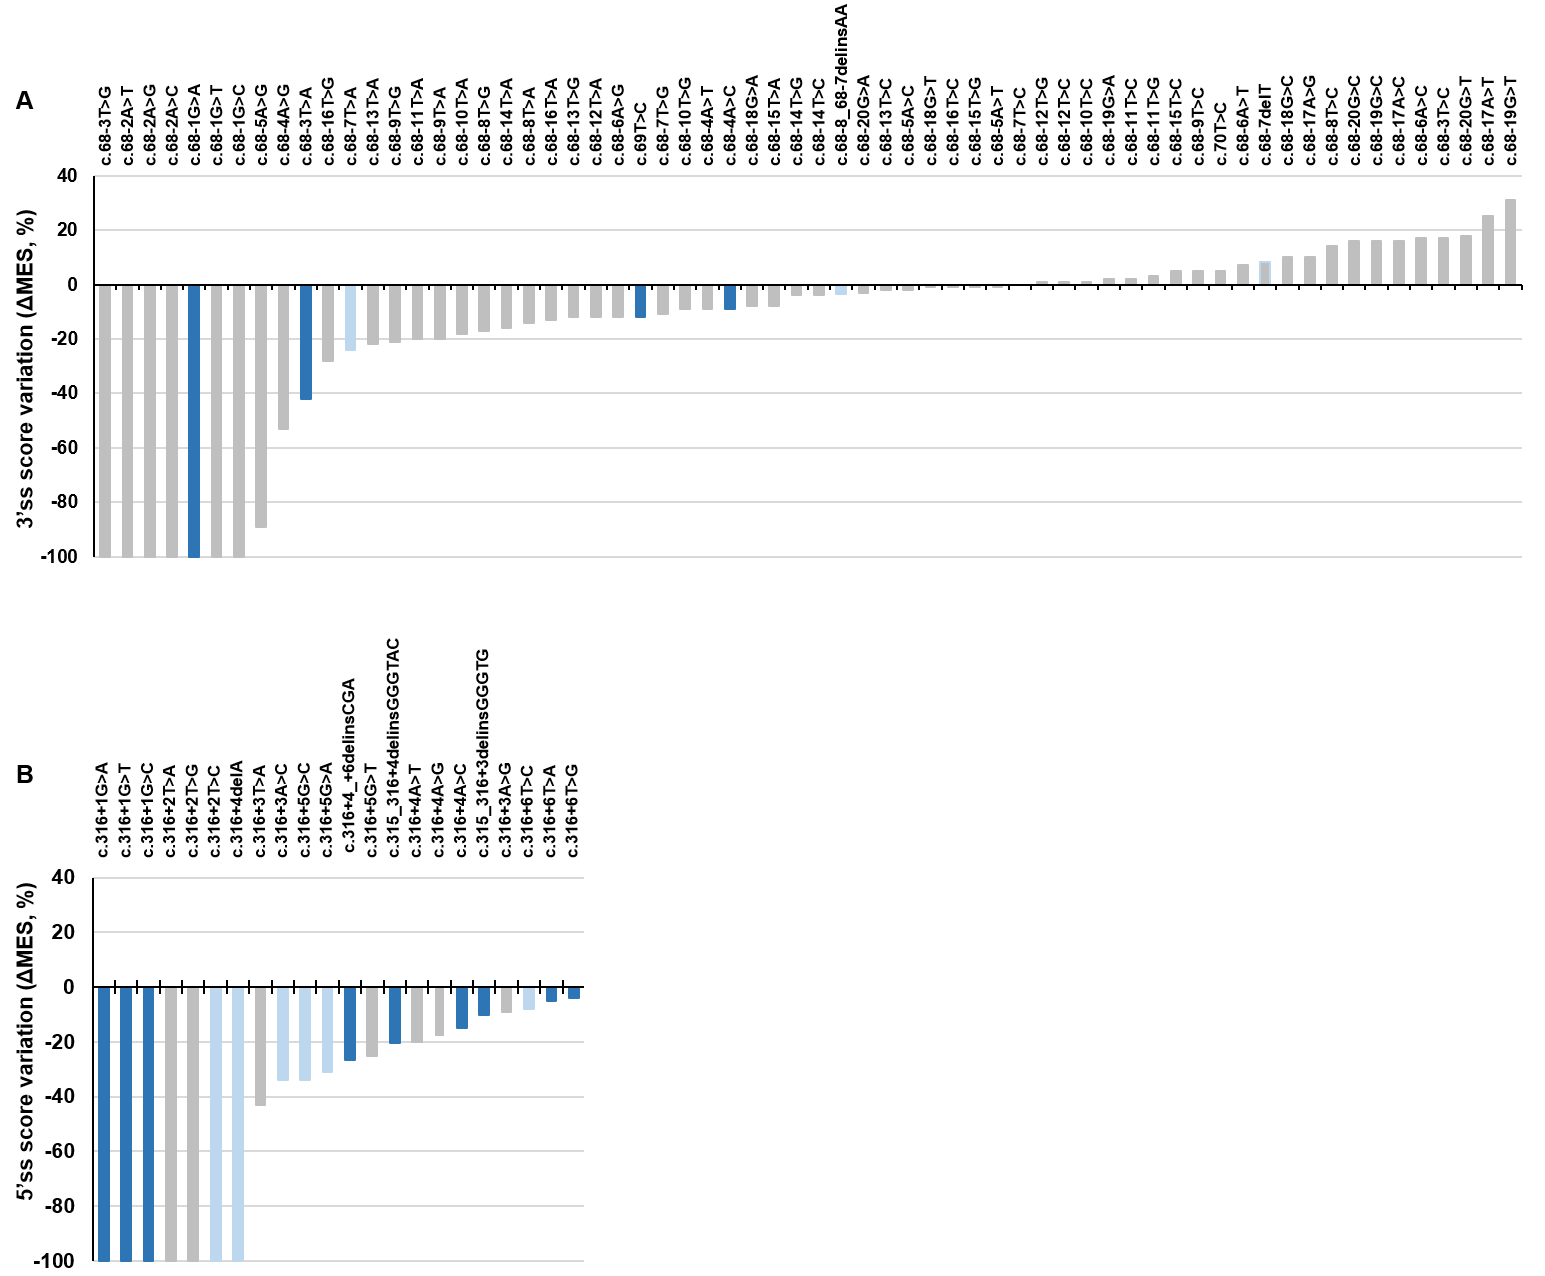 A
c.68-3T>G
c.68-2A>T
c.68-2A>G
c.68-2A>C
c.68-1G>A
c.68-1G>T
c.68-1G>C
c.68-5A>G
c.68-4A>G
c.68-3T>A
c.68-16T>G
c.68-7T>A
c.68-13T>A
c.68-9T>G
c.68-11T>A
c.68-9T>A
c.68-10T>A
c.68-8T>G
c.68-14T>A
c.68-8T>A
c.68-16T>A
c.68-13T>G
c.68-12T>A
c.68-6A>G
c.69T>C
c.68-7T>G
c.68-10T>G
c.68-4A>T
c.68-4A>C
c.68-18G>A
c.68-15T>A
c.68-14T>G
c.68-14T>C
c.68-8_68-7delinsAA
c.68-20G>A
c.68-13T>C
c.68-5A>C
c.68-18G>T
c.68-16T>C
c.68-15T>G
c.68-5A>T
c.68-7T>C
c.68-12T>G
c.68-12T>C
c.68-10T>C
c.68-19G>A
c.68-11T>C
c.68-11T>G
c.68-15T>C
c.68-9T>C
c.70T>C
c.68-6A>T
c.68-7delT
c.68-18G>C
c.68-17A>G
c.68-8T>C
c.68-20G>C
c.68-19G>C
c.68-17A>C
c.68-6A>C
c.68-3T>C
c.68-20G>T
c.68-17A>T
c.68-19G>T
3’ss score variation (ΔMES, %)
40
20
0
-20
-40
-60
-80
-100
B
c.316+1G>A
c.316+1G>T
c.316+1G>C
c.316+2T>A
c.316+2T>G
c.316+2T>C
c.316+4delA
c.316+3T>A
c.316+3A>C
c.316+5G>C
c.316+5G>A
c.316+4_+6delinsCGA
c.316+5G>T
c.315_316+4delinsGGGTAC
c.316+4A>T
c.316+4A>G
c.316+4A>C
c.315_316+3delinsGGGTG
c.316+3A>G
c.316+6T>C
c.316+6T>A
c.316+6T>G
5’ss score variation (ΔMES, %)
40
20
0
-20
-40
-60
-80
-100